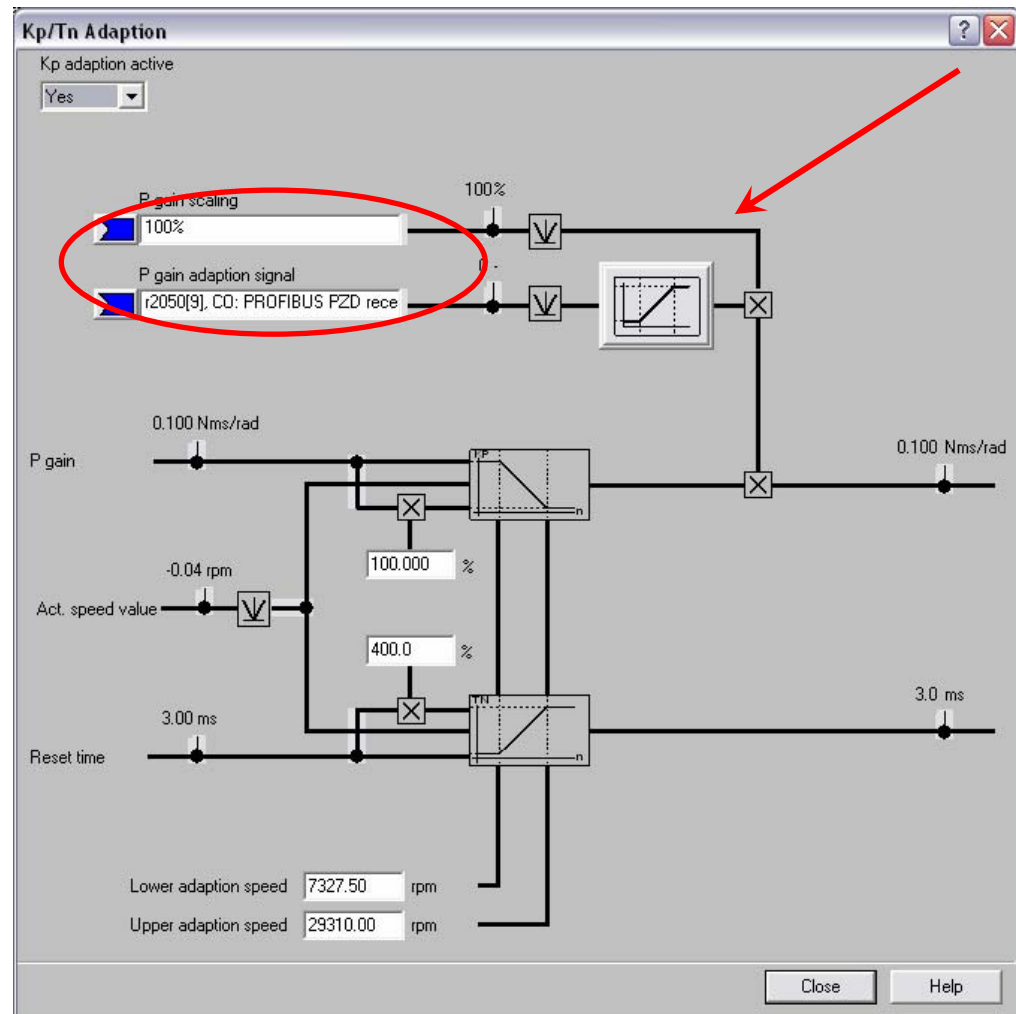 Kp/Tn Adaption
Kp adaption active
Yes
P gain scaling
100%
100%
P gain adaption signal
r2050[9], CO: PROFIBUS PZD rece
0.100 Nms/rad
P gain
KP
n
0.100 Nms/rad
100.000 %
-0.04 rpm
Act. speed value
400.0 %
TN
n
3.00 ms
Reset time
3.0 ms
Lower adaption speed 7327.50 rpm
Upper adaption speed 29310.00 rpm
Close Help